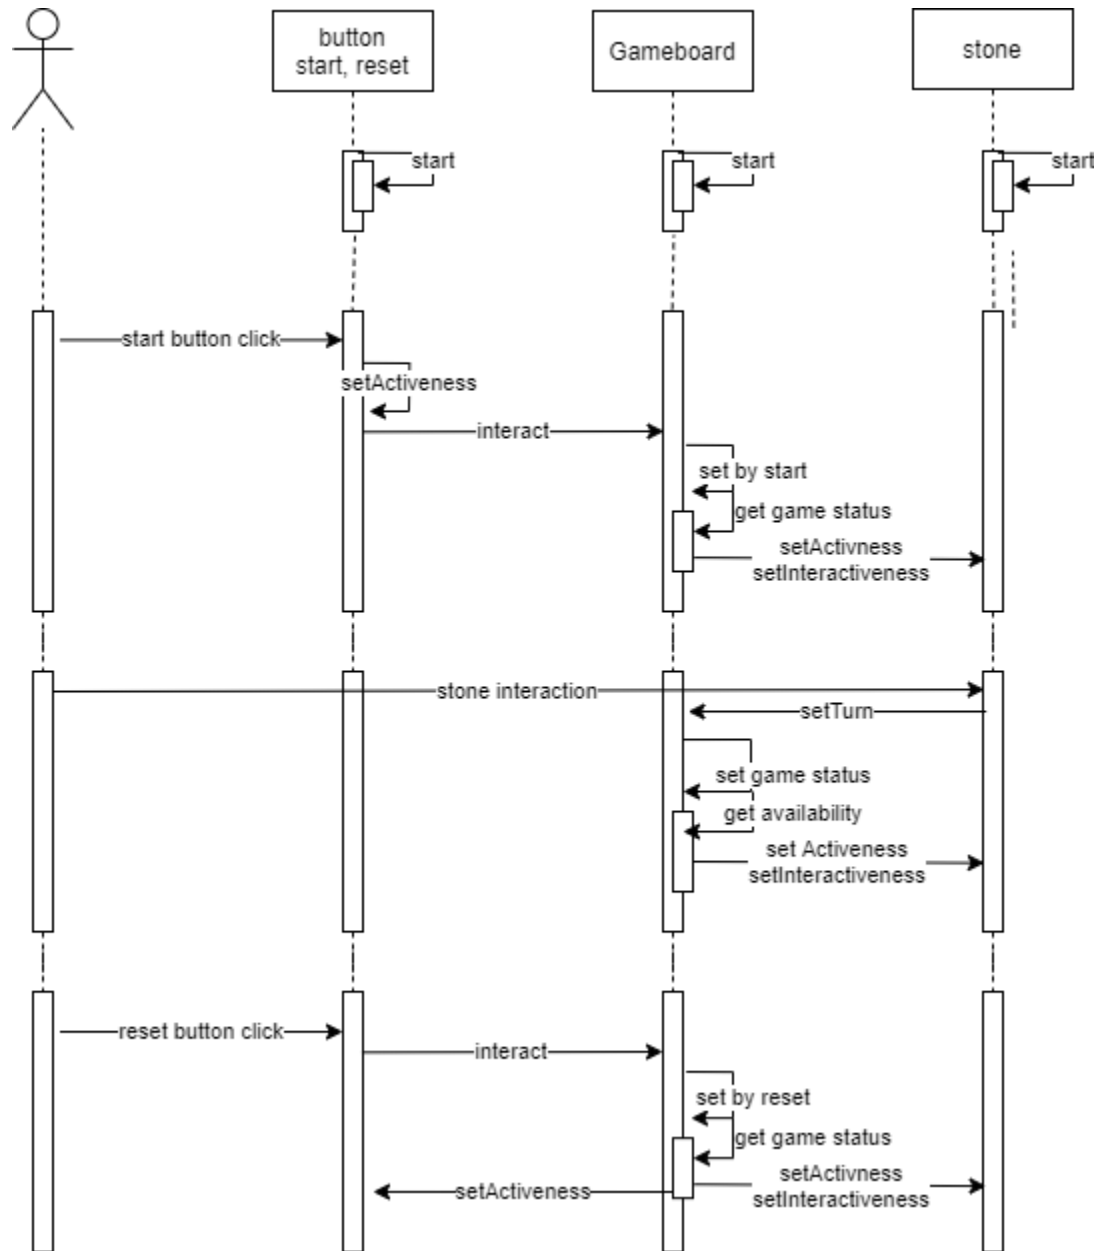 button
start, reset
Gameboard
stone
start
start
start
start button click
setActiveness
interact
set by start
get game status
setActivness
setInteractiveness
stone interaction
setTurn
set game status
get availability
set Activeness
setInteractiveness
reset button click
interact
set by reset
get game status
setActivness
setInteractiveness
setActiveness